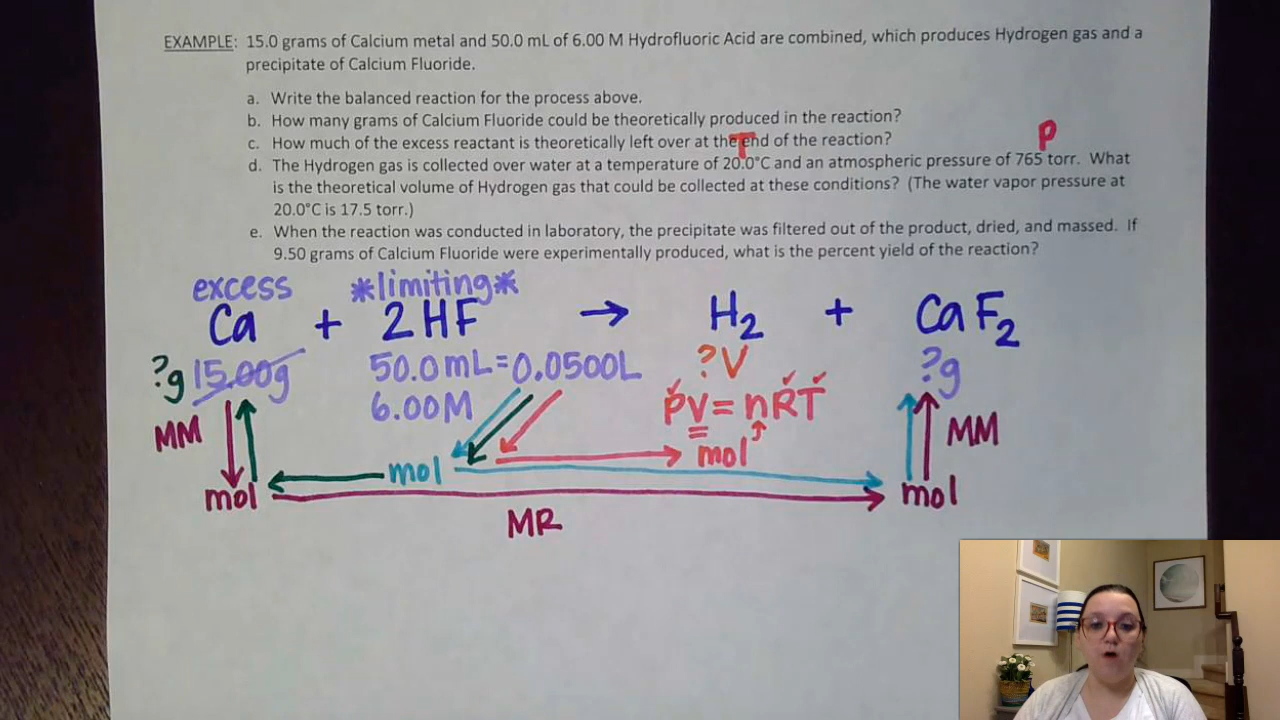 EXAMPLE: 15.0 grams of Calcium metal and 50.0 mL of 6.00 M Hydrofluoric Acid are combined, which produces Hydrogen gas and a
precipitate of Calcium Fluoride.
a. Write the balanced reaction for the process above.
b. How many grams of Calcium Fluoride could be theoretically produced in the reaction?
c. How much of the excess reactant is theoretically left over at the end of the reaction?
T P
d. The Hydrogen gas is collected over water at a temperature of 20.0°C and an atmospheric pressure of 765 torr. What
is the theoretical volume of Hydrogen gas that could be collected at these conditions? (The water vapor pressure at
20.0°C is 17.5 torr.)
e. When the reaction was conducted in laboratory, the precipitate was filtered out of the product, dried, and massed. If
9.50 grams of Calcium Fluoride were experimentally produced, what is the percent yield of the reaction?
excess *limiting*
Ca + 2HF → H₂ + CaF₂
?g 15.00g 50.0mL=0.0500L ?V ?g
6.00M PV=nRT
MM MM
mol mol mol mol
MR